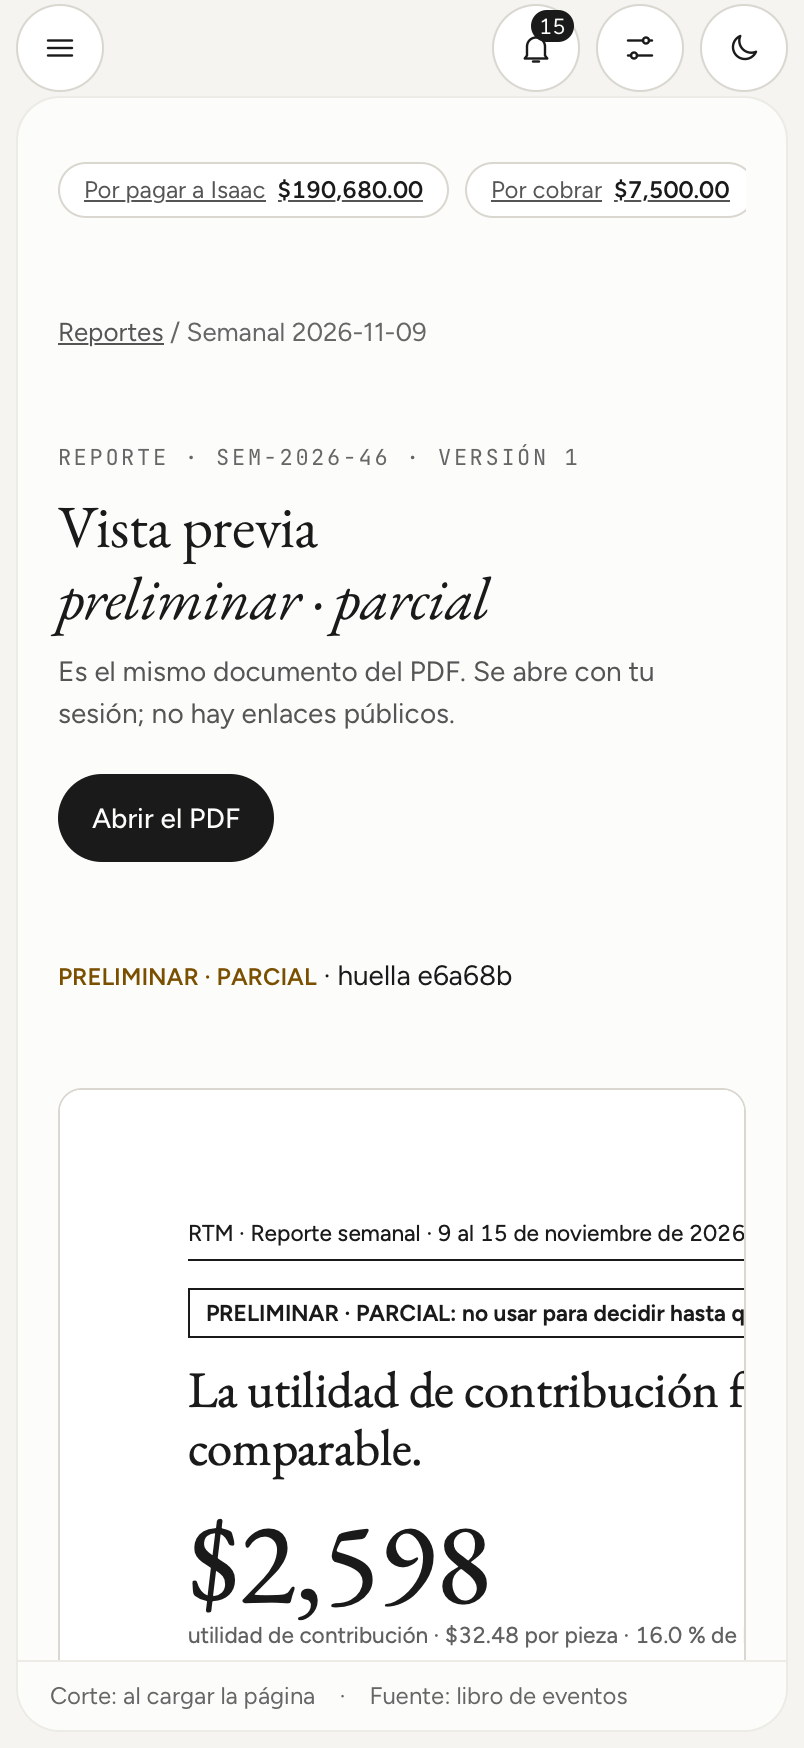 15
Por pagar a Isaac $190,680.00 Por cobrar $7,500.00
Reportes / Semanal 2026-11-09
REPORTE · SEM-2026-46 · VERSIÓN 1
Vista previa
preliminar · parcial
Es el mismo documento del PDF. Se abre con tu
sesión; no hay enlaces públicos.
Abrir el PDF
PRELIMINAR · PARCIAL · huella e6a68b
RTM · Reporte semanal · 9 al 15 de noviembre de 2026
PRELIMINAR · PARCIAL: no usar para decidir hasta q
La utilidad de contribución f
comparable.
$2,598
utilidad de contribución · $32.48 por pieza · 16.0 % de
Corte: al cargar la página · Fuente: libro de eventos